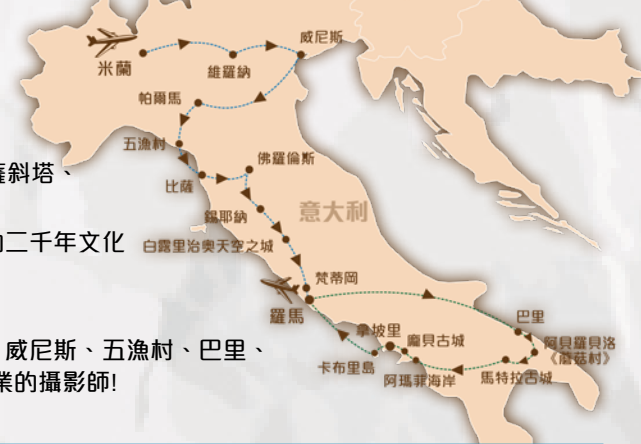 威尼斯
米蘭
維羅納
帕爾馬
五漁村
佛羅倫斯
斜塔、
比薩
錫耶納
意大利
二千年文化
白露里治奧天空之城
梵蒂岡
羅馬
巴里
拿坡里
龐貝古城
阿貝羅貝洛
《蘑菇村》
威尼斯、五漁村、巴里、
卡布里島
阿瑪菲海岸
馬特拉古城
的攝影師!